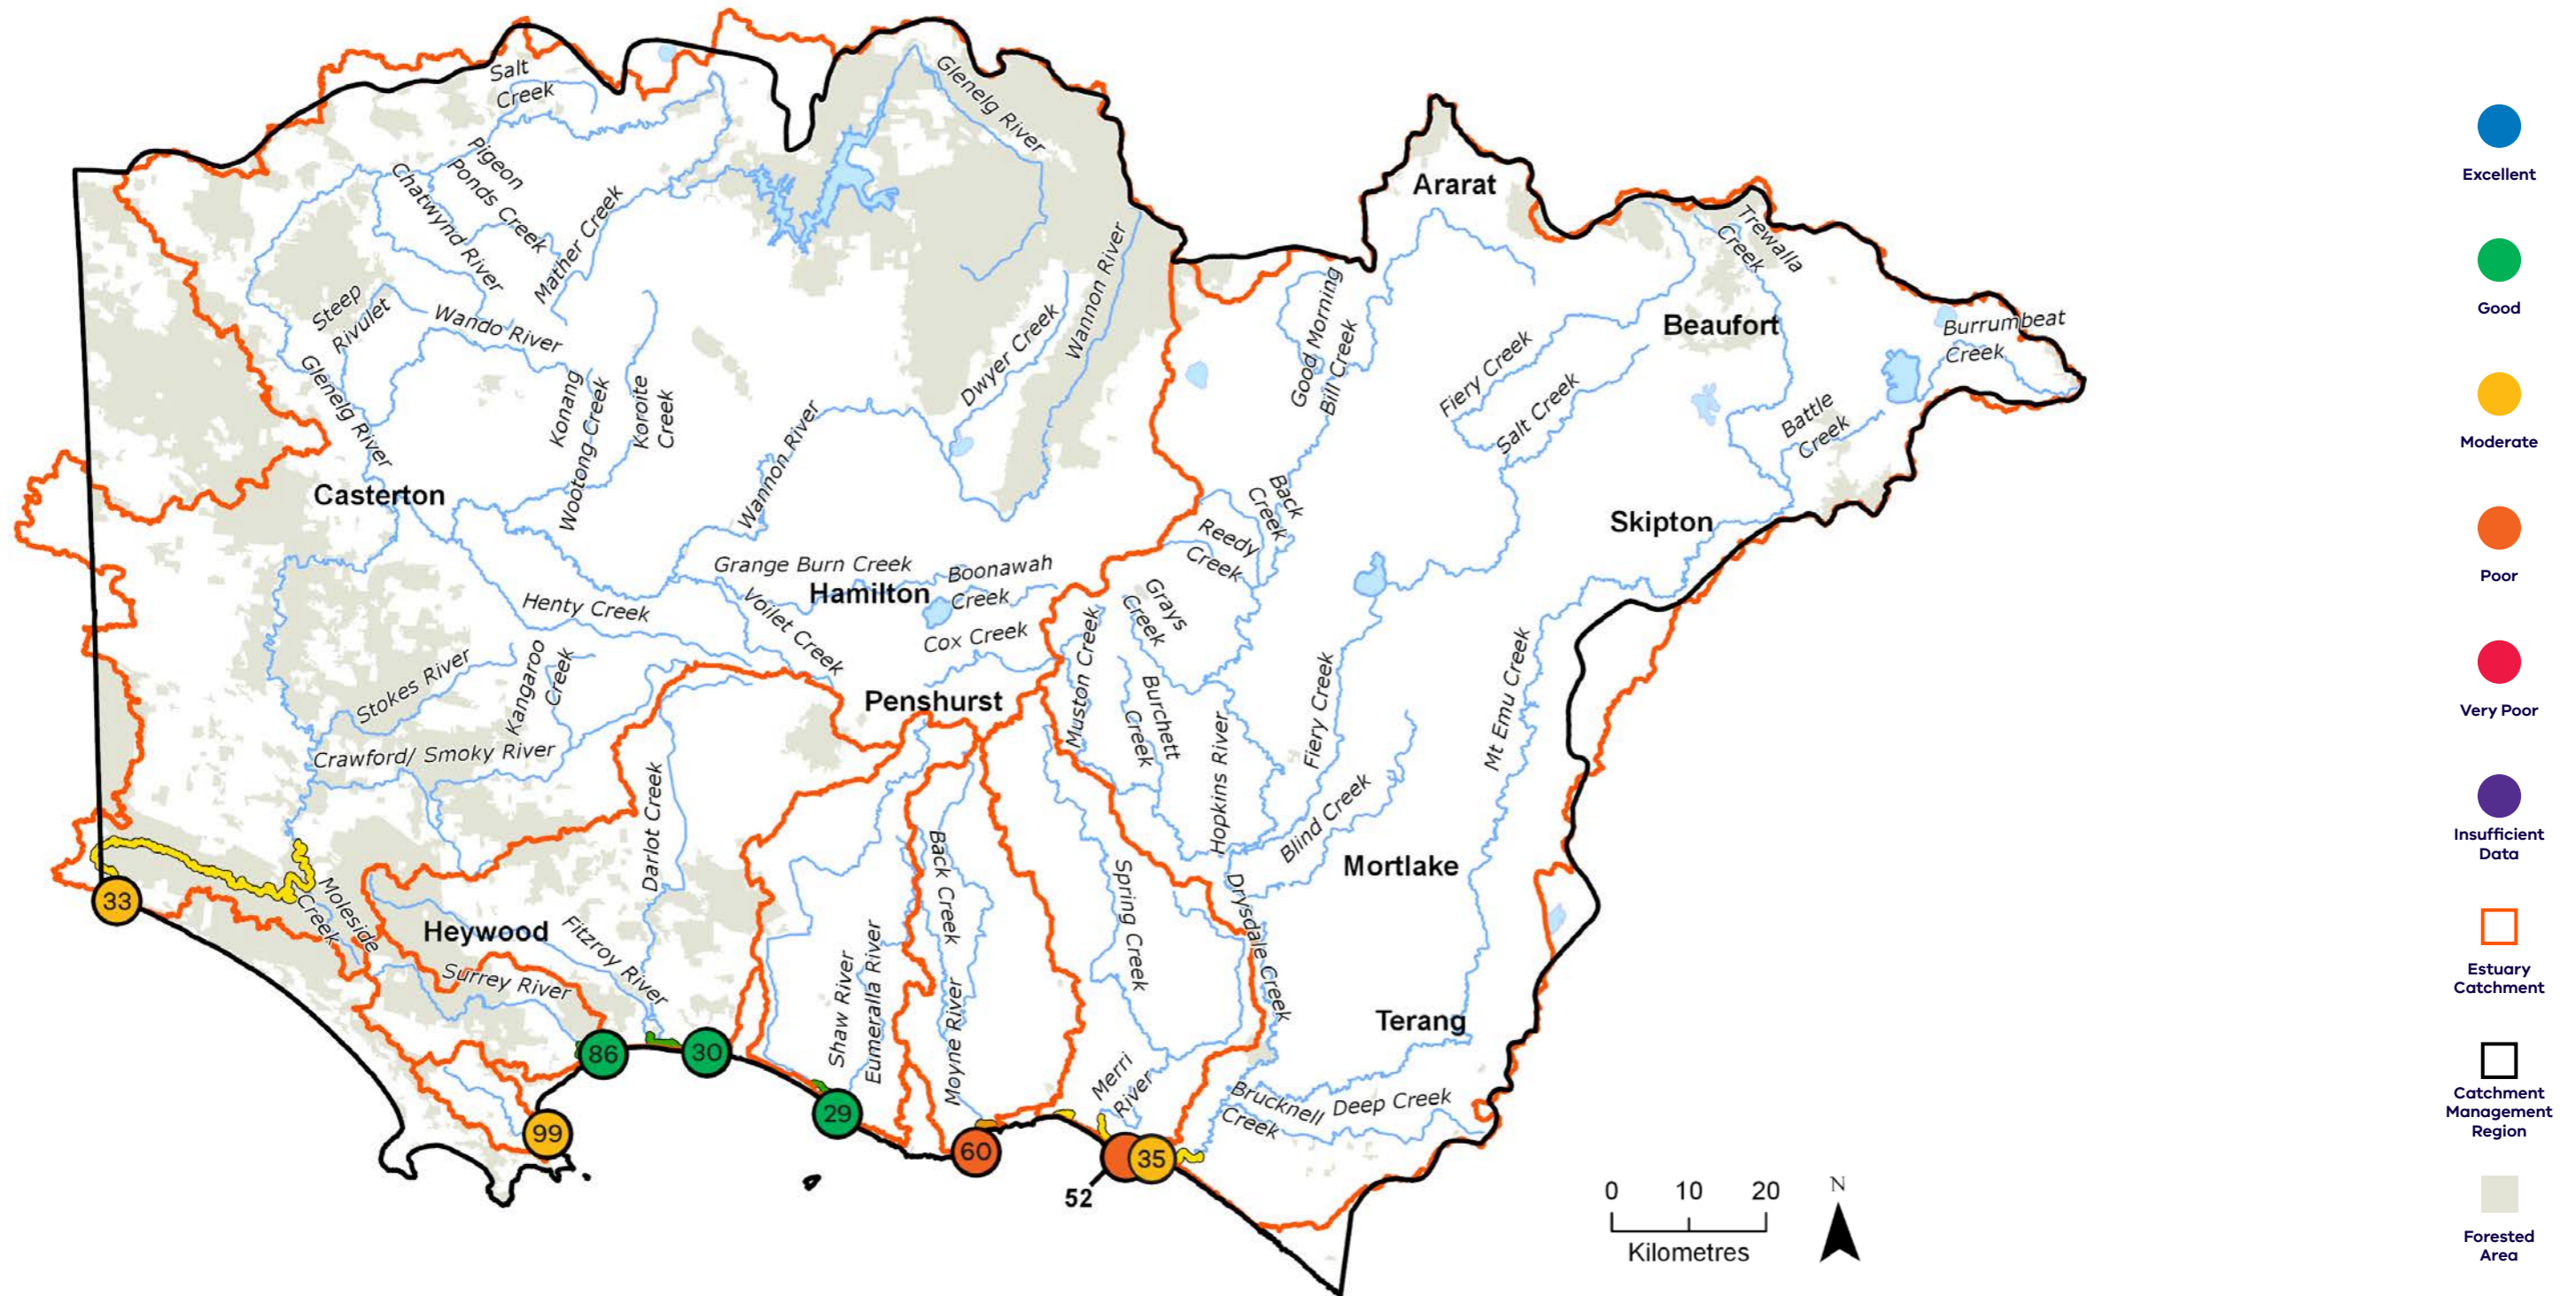 Salt
Creek
Glenelg River
Pigeon
Ponds Creek
Chatwynd River
Mather Creek
Ararat
Trewalla
Creek
Steep
Rivulet
Wando River
Wannon River
Good Morning
Bill Creek
Beaufort
Burrumbeat
Creek
Glenelg River
Konang
Wootong Creek
Koroite
Creek
Dwyer Creek
Fiery Creek
Salt Creek
Battle
Creek
Casterton
Wannon River
Back
Creek
Reedy
Creek
Skipton
Grange Burn Creek
Hamilton
Boonawah
Creek
Henty Creek
Voilet Creek
Cox Creek
Grays
Creek
Muston Creek
Stokes River
Kangaroo
Creek
Penshurst
Burchett
Creek
Fiery Creek
Mt Emu Creek
Crawford/ Smoky River
Darlot Creek
Hopkins River
Blind Creek
Mortlake
Back Creek
Spring Creek
Drysdale Creek
33
Moleside
Creek
Heywood
Fitzroy River
Surrey River
Shaw River
Eumeralla River
Moyne River
Terang
86
30
29
Merri
River
Brucknell
Creek
Deep Creek
99
60
35
52
0 10 20
Kilometres
N
Excellent
Good
Moderate
Poor
Very Poor
Insufficient
Data
Estuary
Catchment
Catchment
Management
Region
Forested
Area